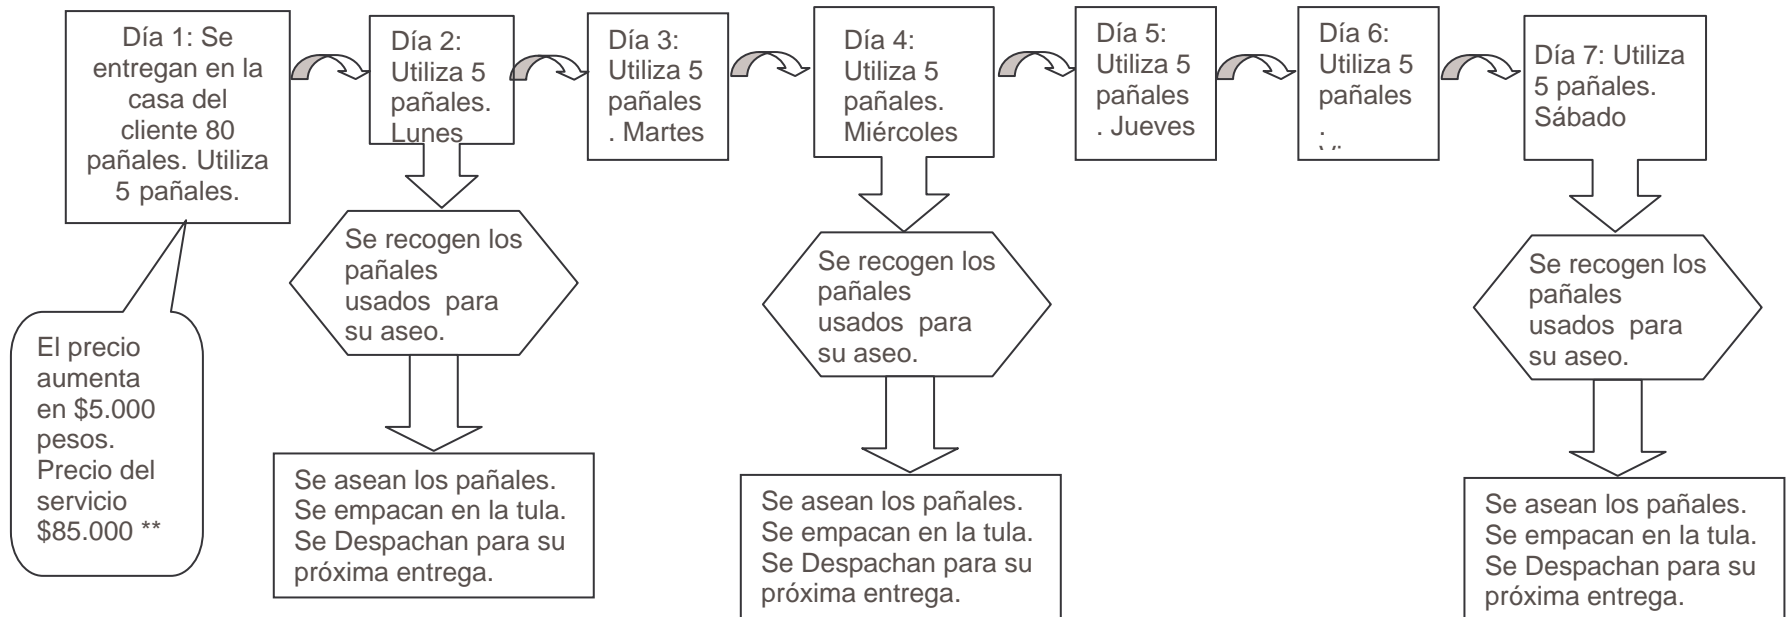 Día 1: Se
entregan en la
casa del
cliente 80
pañales. Utiliza
5 pañales.
Día 2:
Utiliza 5
pañales.
Lunes
Día 3:
Utiliza 5
pañales
. Martes
Día 4:
Utiliza 5
pañales.
Miércoles
Día 5:
Utiliza 5
pañales
. Jueves
Día 6:
Utiliza 5
pañales
.
Día 7: Utiliza
5 pañales.
Sábado
El precio
aumenta
en $5.000
pesos.
Precio del
servicio
$85.000 **
Se recogen los
pañales
usados para
su aseo.
Se recogen los
pañales
usados para
su aseo.
Se recogen los
pañales
usados para
su aseo.
Se asean los pañales.
Se empacan en la tula.
Se Despachan para su
próxima entrega.
Se asean los pañales.
Se empacan en la tula.
Se Despachan para su
próxima entrega.
Se asean los pañales.
Se empacan en la tula.
Se Despachan para su
próxima entrega.